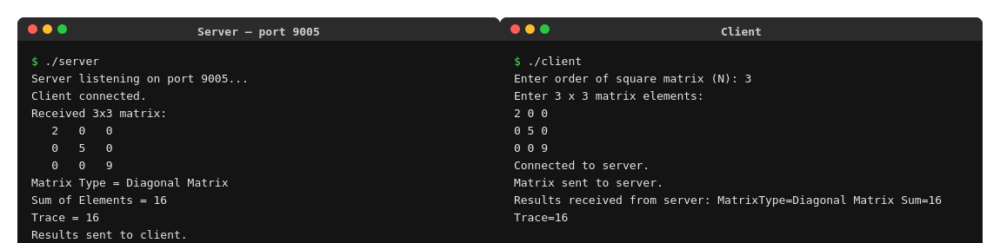 Server — port 9005
$ ./server
Server listening on port 9005...
Client connected.
Received 3x3 matrix:
   2   0   0
   0   5   0
   0   0   9
Matrix Type = Diagonal Matrix
Sum of Elements = 16
Trace = 16
Results sent to client.
Client
$ ./client
Enter order of square matrix (N): 3
Enter 3 x 3 matrix elements:
2 0 0
0 5 0
0 0 9
Connected to server.
Matrix sent to server.
Results received from server: MatrixType=Diagonal Matrix Sum=16
Trace=16